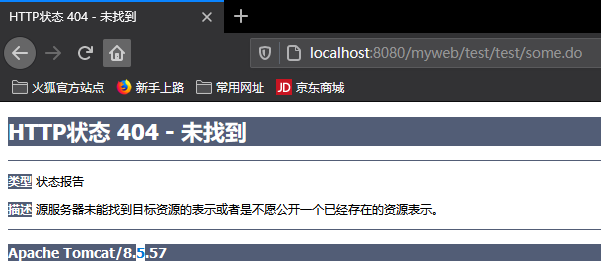 HTTP状态 404 - 未找到
localhost:8080/myweb/test/test/some.do
火狐官方站点 新手上路 常用网址 JD 京东商城
HTTP状态 404 - 未找到
类型 状态报告
描述 源服务器未能找到目标资源的表示或者是不愿公开一个已经存在的资源表示。
Apache Tomcat/8.5.57